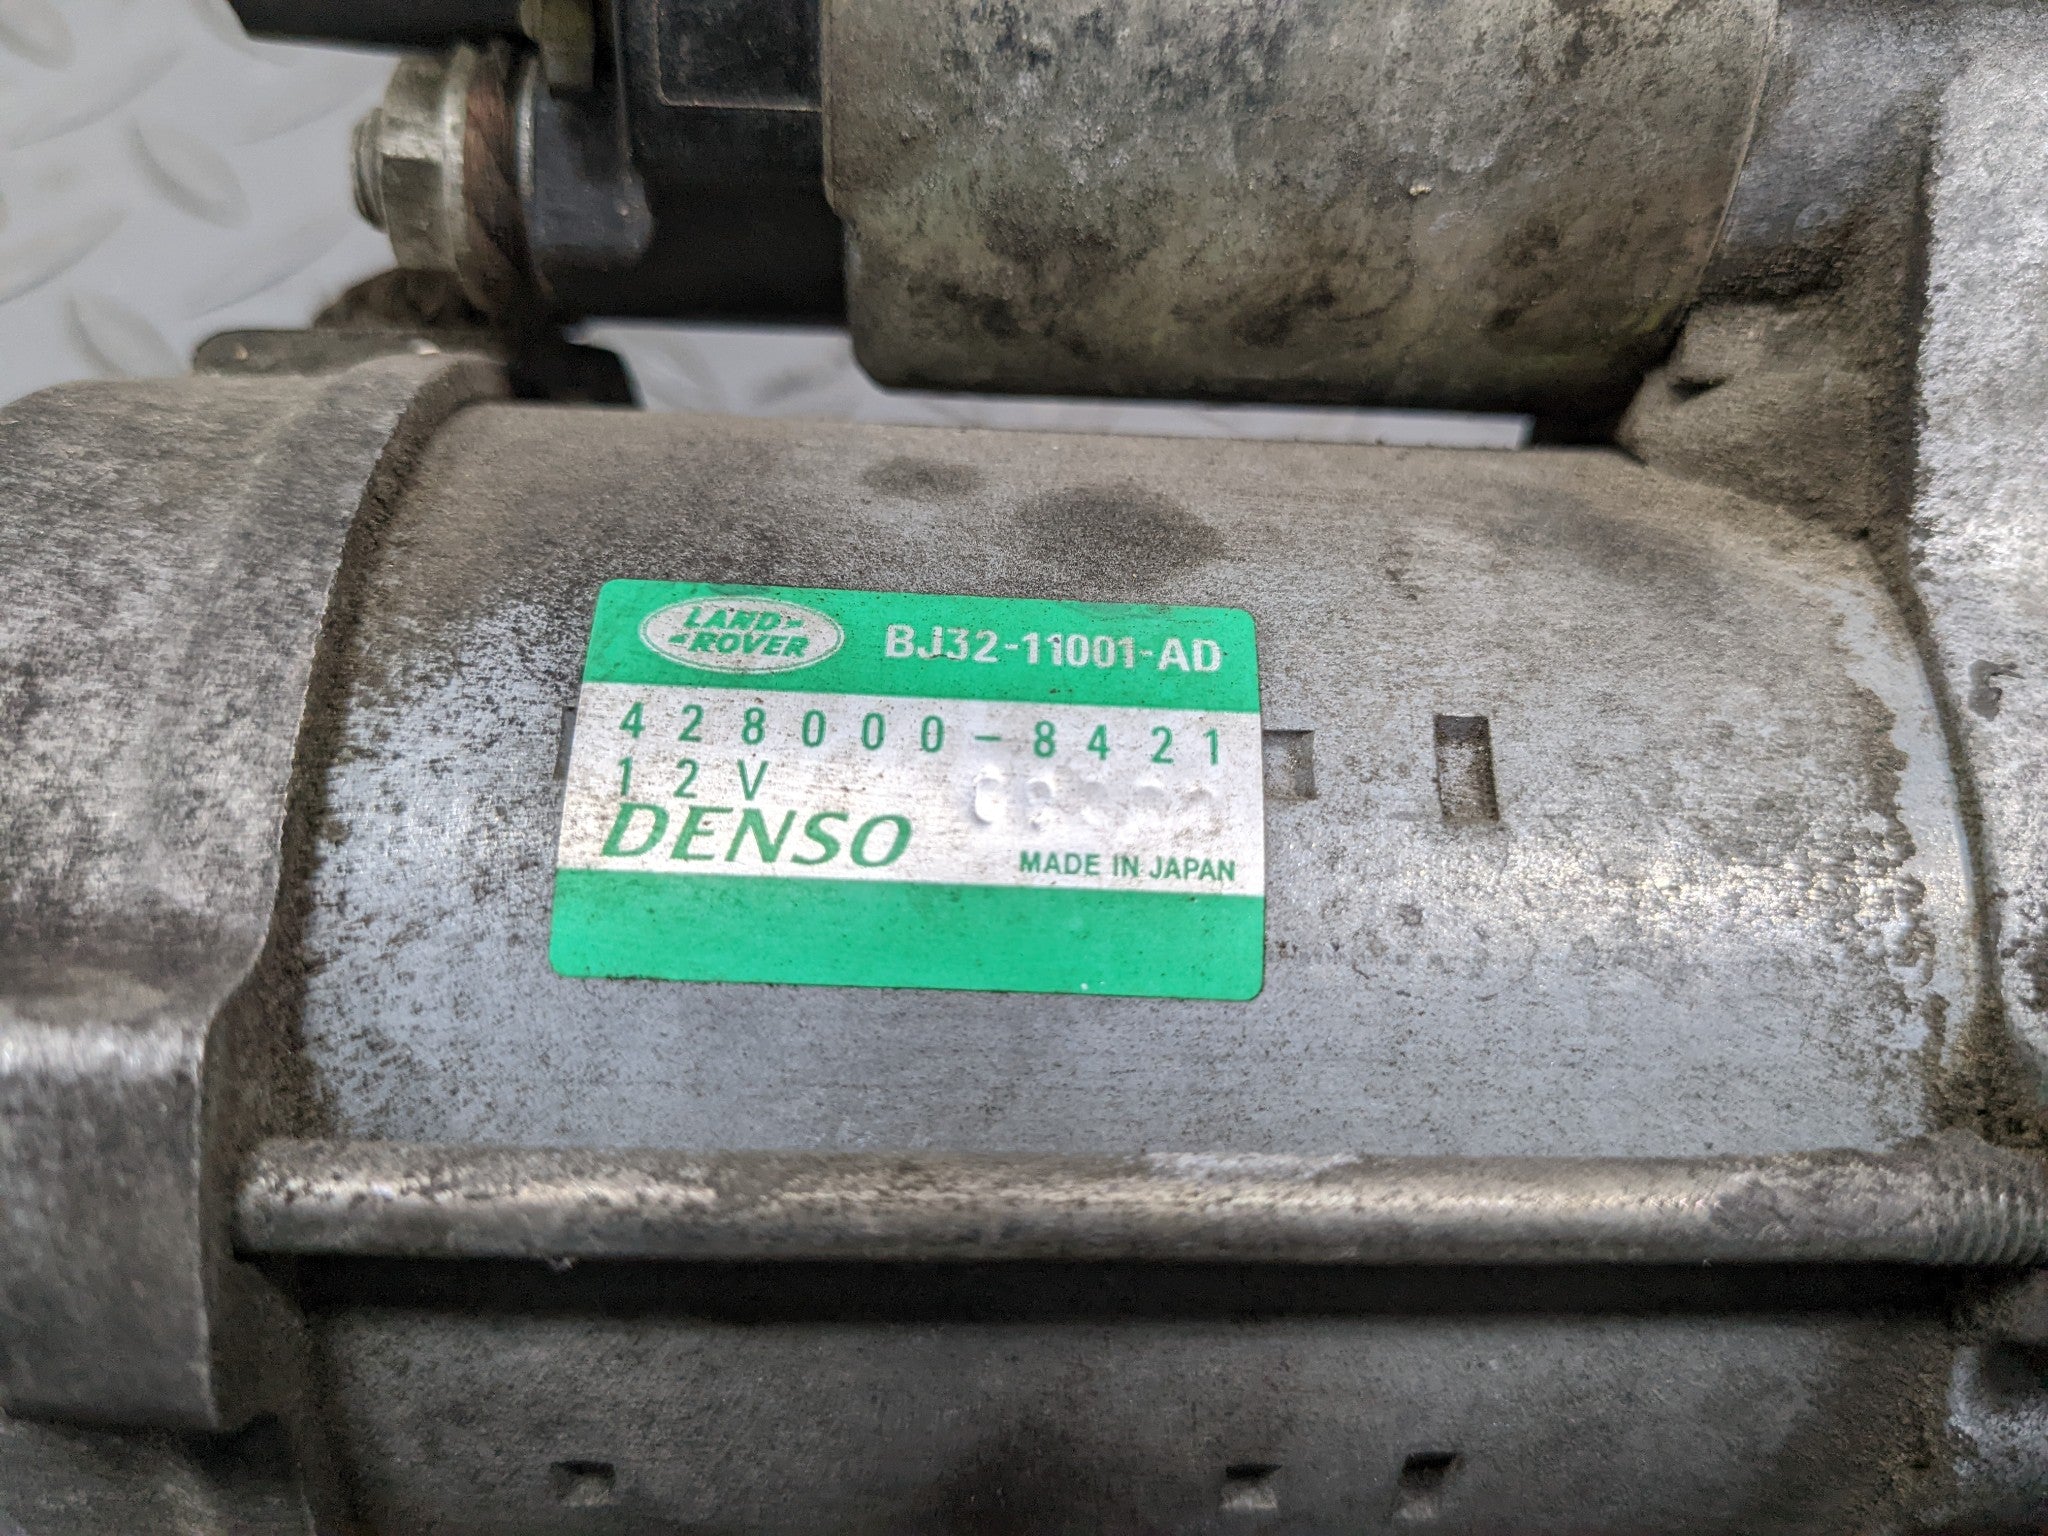 LAND ROVER
BJ32-11001-AD
428000-8421
12V
DENSO
MADE IN JAPAN